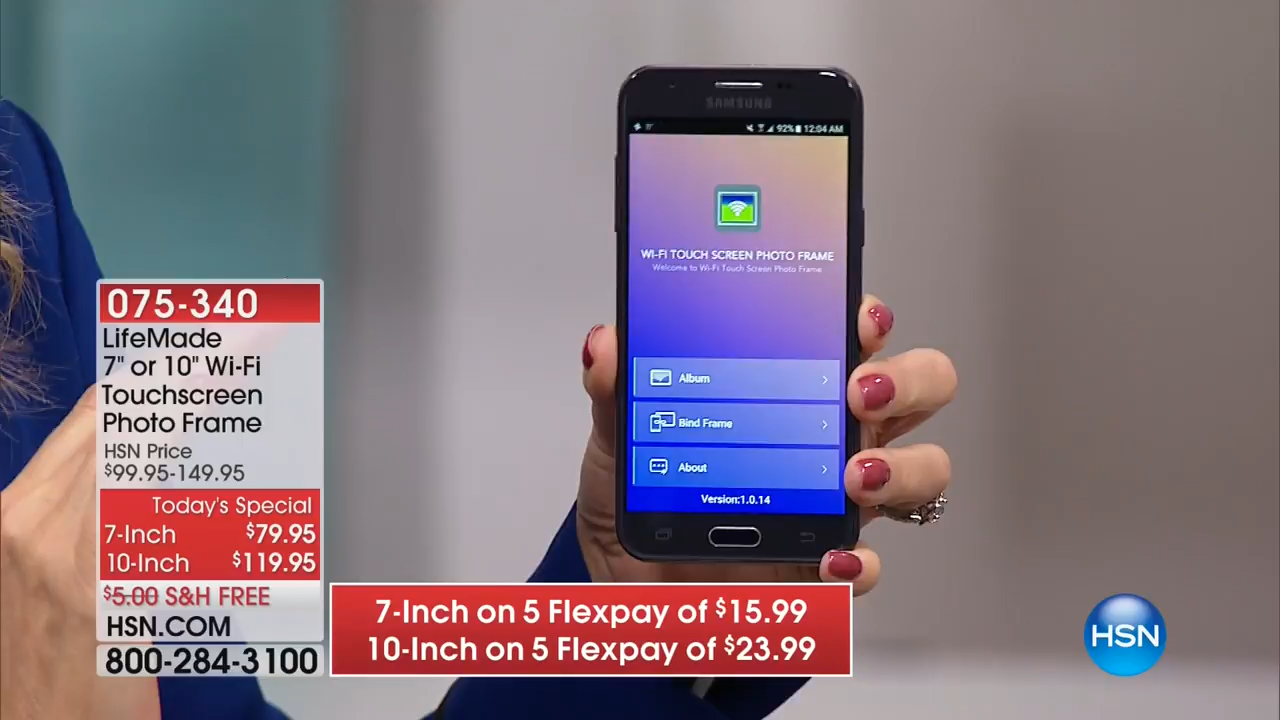 SAMSUNG
92% 12:04 AM
WI-FI TOUCH SCREEN PHOTO FRAME
Welcome to Wi-Fi Touch Screen Photo Frame
Album
Bind Frame
About
Version:1.0.14
075-340
LifeMade
7" or 10" Wi-Fi
Touchscreen
Photo Frame
HSN Price
$99.95-149.95
Today's Special
7-Inch $79.95
10-Inch $119.95
$5.00 S&H FREE
HSN.COM
800-284-3100
7-Inch on 5 Flexpay of $15.99
10-Inch on 5 Flexpay of $23.99
HSN